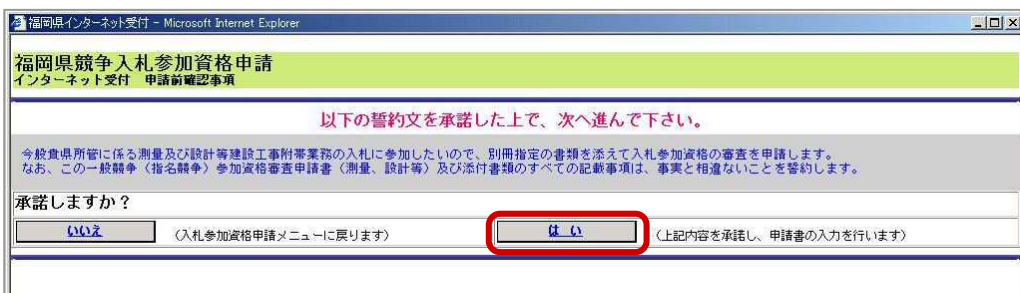 福岡県インターネット受付 - Microsoft Internet Explorer
福岡県競争入札参加資格申請
インターネット受付 申請前確認事項
以下の誓約文を承諾した上で、次へ進んで下さい。
今般貴県所管に係る測量及び設計等建設工事附帯業務の入札に参加したいので、別冊指定の書類を添えて入札参加資格の審査を申請します。
なお、この一般競争(指名競争)参加資格審査申請書(測量、設計等)及び添付書類のすべての記載事項は、事実と相違ないことを誓約します。
承諾しますか?
いいえ (入札参加資格申請メニューに戻ります) は い (上記内容を承諾し、申請書の入力を行います)